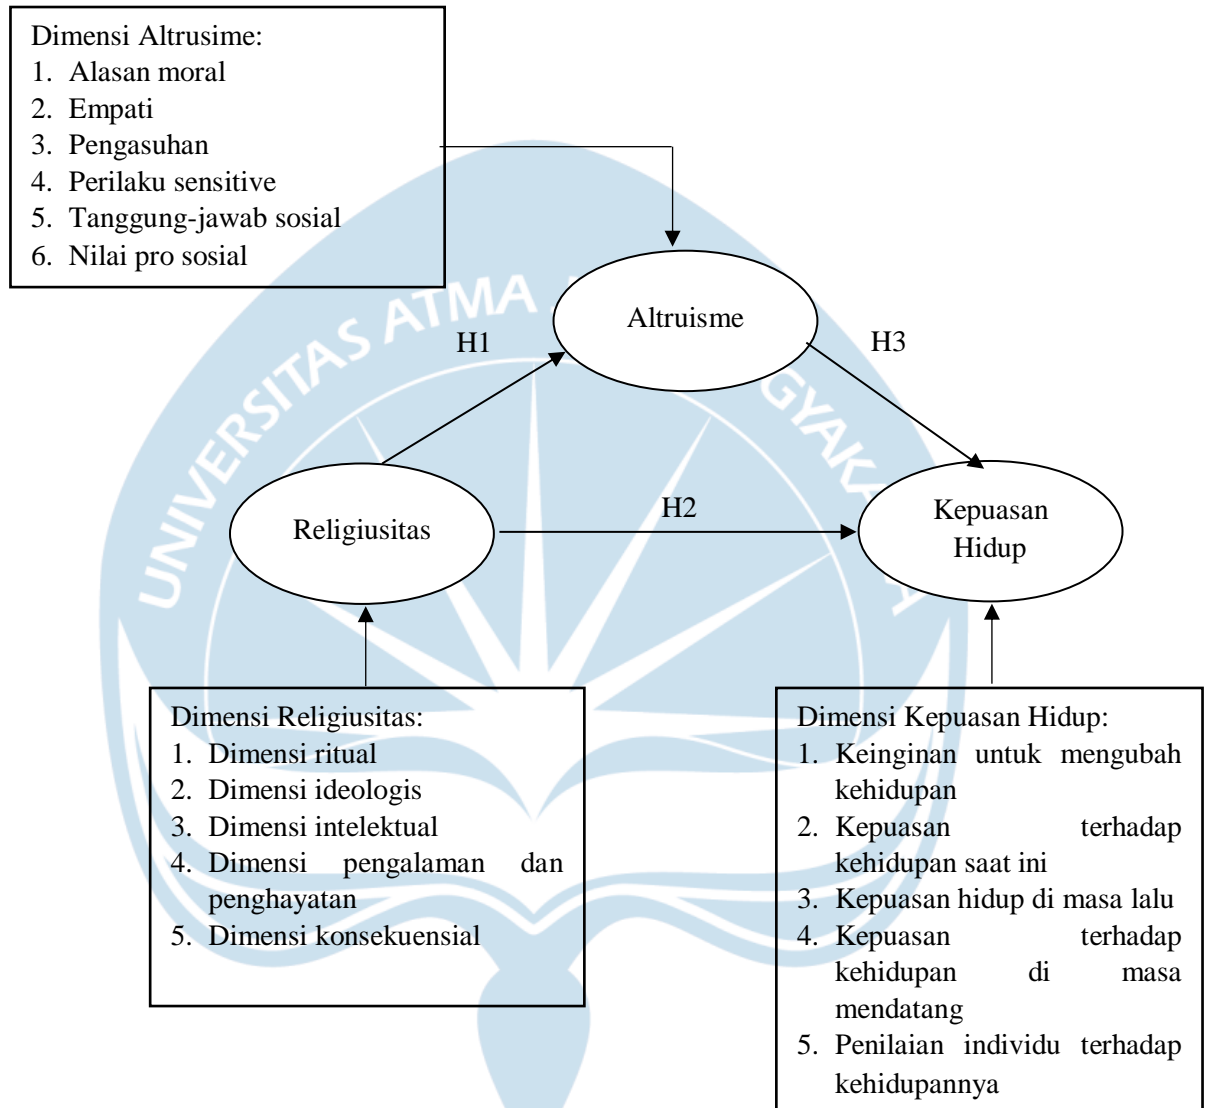 Dimensi Altrusime:
1. Alasan moral
2. Empati
3. Pengasuhan
4. Perilaku sensitive
5. Tanggung-jawab sosial
6. Nilai pro sosial
UNIVERSITAS ATMA J GYAKA A
Altruisme
H1
H3
Religiusitas
H2
Kepuasan
Hidup
Dimensi Religiusitas:
1. Dimensi ritual
2. Dimensi ideologis
3. Dimensi intelektual
4. Dimensi pengalaman dan
penghayatan
5. Dimensi konsekuensial
Dimensi Kepuasan Hidup:
1. Keinginan untuk mengubah
kehidupan
2. Kepuasan terhadap
kehidupan saat ini
3. Kepuasan hidup di masa lalu
4. Kepuasan terhadap
kehidupan di masa
mendatang
5. Penilaian individu terhadap
kehidupannya